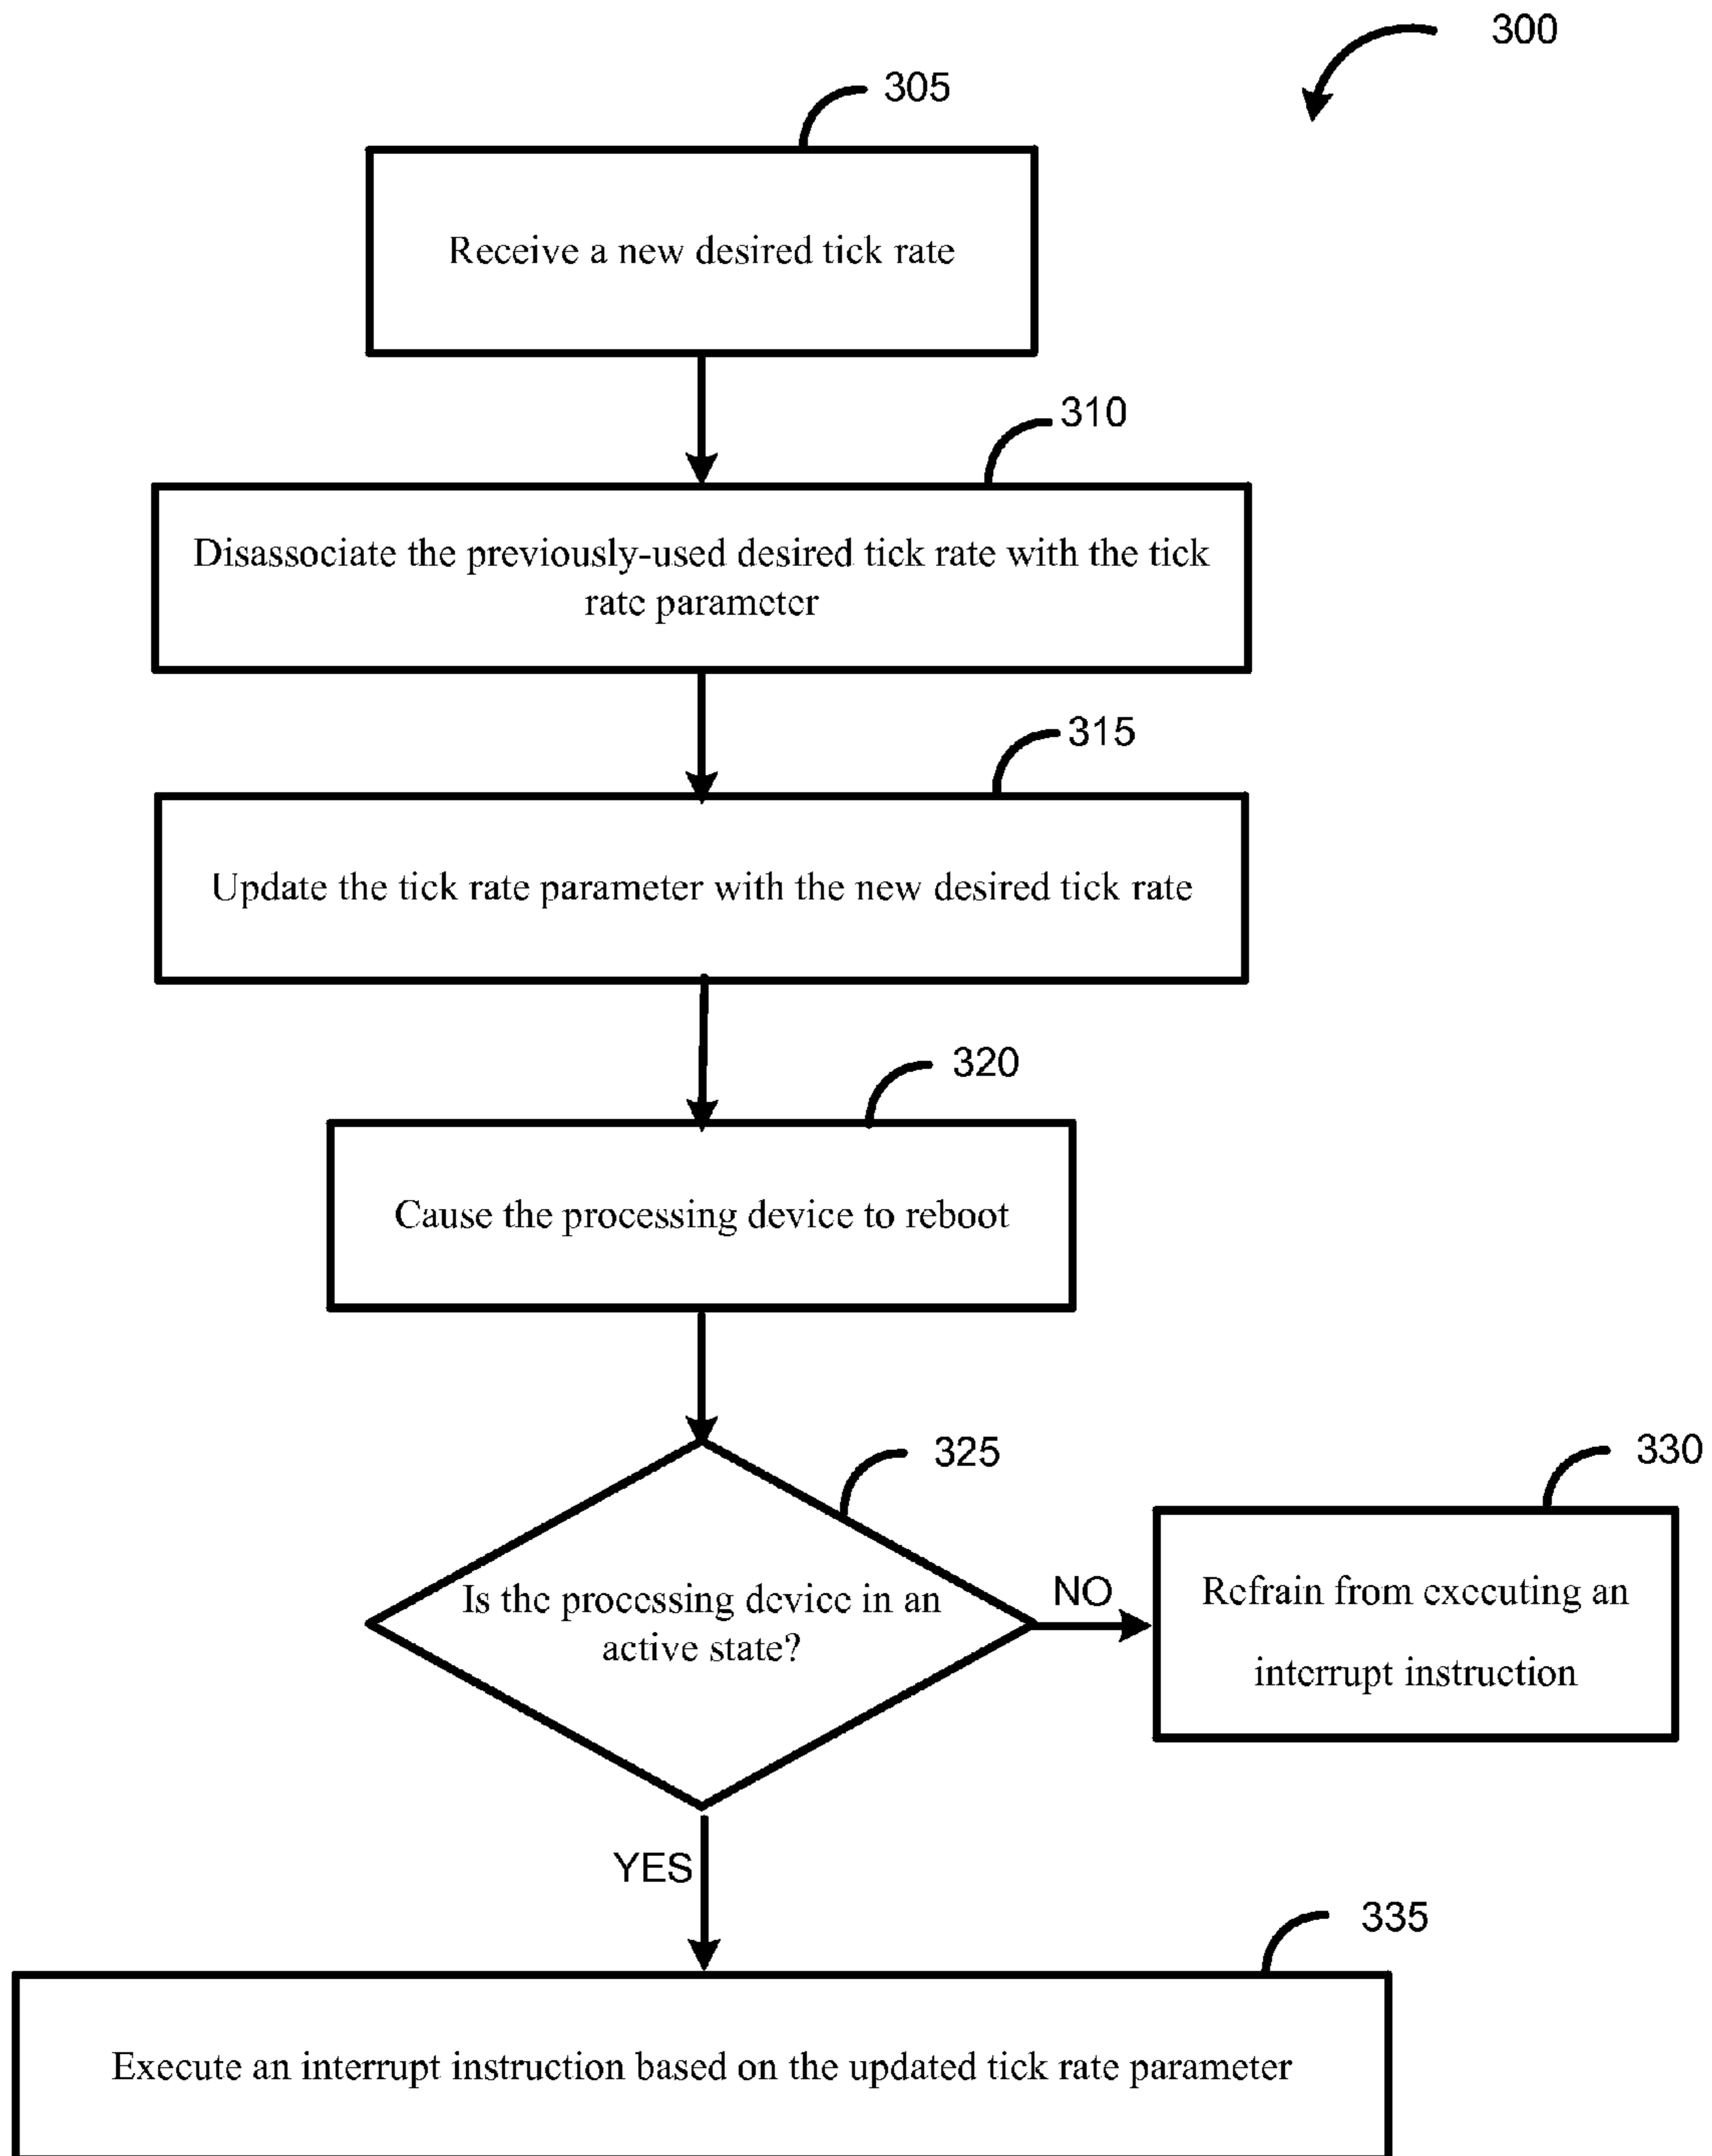 300
305
Receive a new desired tick rate
310
Disassociate the previously-used desired tick rate with the tick
rate parameter
315
Update the tick rate parameter with the new desired tick rate
320
Cause the processing device to reboot
325
330
Is the processing device in an
active state?
NO
Refrain from executing an
interrupt instruction
YES
335
Execute an interrupt instruction based on the updated tick rate parameter